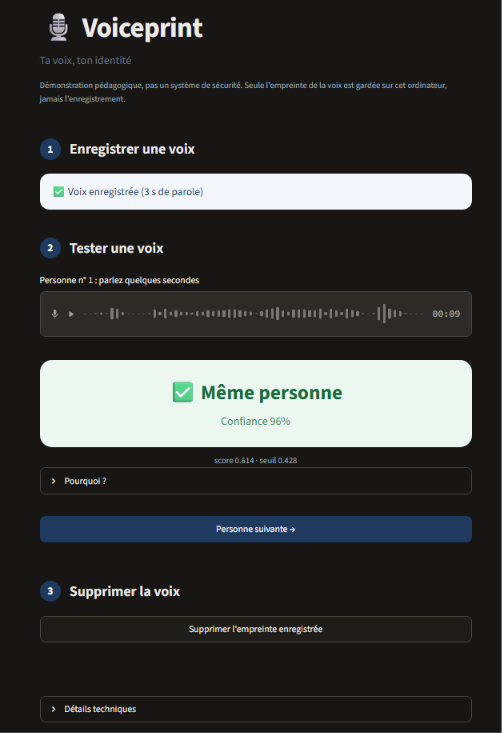 Voiceprint
Ta voix, ton identité
Démonstration pédagogique, pas un système de sécurité. Seule l'empreinte de la voix est gardée sur cet ordinateur,
jamais l'enregistrement.
1 Enregistrer une voix
Voix enregistrée (3 s de parole)
2 Tester une voix
Personne n° 1 : parlez quelques secondes
00:09
Même personne
Confiance 96%
score 0.614 · seuil 0.428
Pourquoi ?
Personne suivante →
3 Supprimer la voix
Supprimer l'empreinte enregistrée
Détails techniques